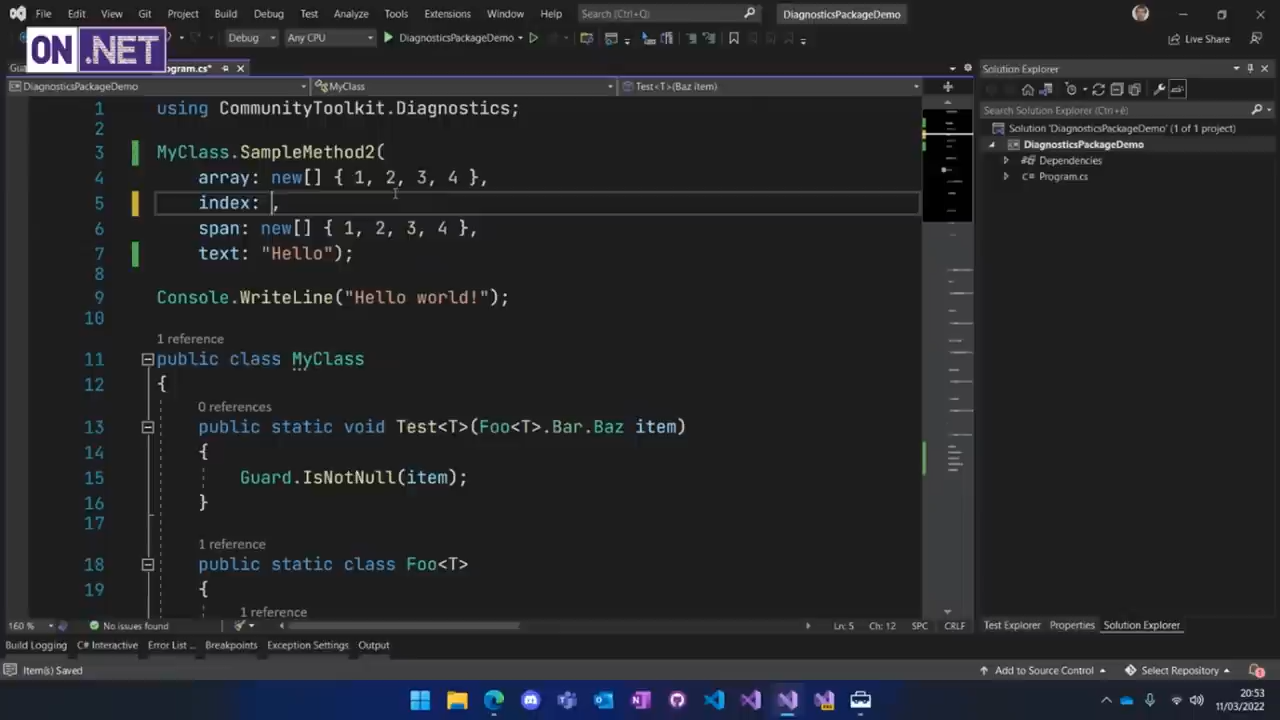 File Edit View Git Project Build Debug Test Analyze Tools Extensions Window Help Search (Ctrl+Q) DiagnosticsPackageDemo
ON .NET
Debug Any CPU DiagnosticsPackageDemo Live Share
ogram.cs*
Solution Explorer
DiagnosticsPackageDemo MyClass Test<T>(Baz item)
Search Solution Explorer (Ctrl+è)
Solution 'DiagnosticsPackageDemo' (1 of 1 project)
DiagnosticsPackageDemo
Dependencies
Program.cs
1 using CommunityToolkit.Diagnostics;
2
3 MyClass.SampleMethod2(
4 array: new[] { 1, 2, 3, 4 },
5 index: ,
6 span: new[] { 1, 2, 3, 4 },
7 text: "Hello");
8
9 Console.WriteLine("Hello world!");
10
1 reference
11 public class MyClass
12 {
0 references
13 public static void Test<T>(Foo<T>.Bar.Baz item)
14 {
15 Guard.IsNotNull(item);
16 }
17
1 reference
18 public static class Foo<T>
19 {
1 reference
160 % No issues found Ln: 5 Ch: 12 SPC CRLF
Test Explorer Properties Solution Explorer
Build Logging C# Interactive Error List ... Breakpoints Exception Settings Output
Item(s) Saved Add to Source Control Select Repository
20:53
11/03/2022